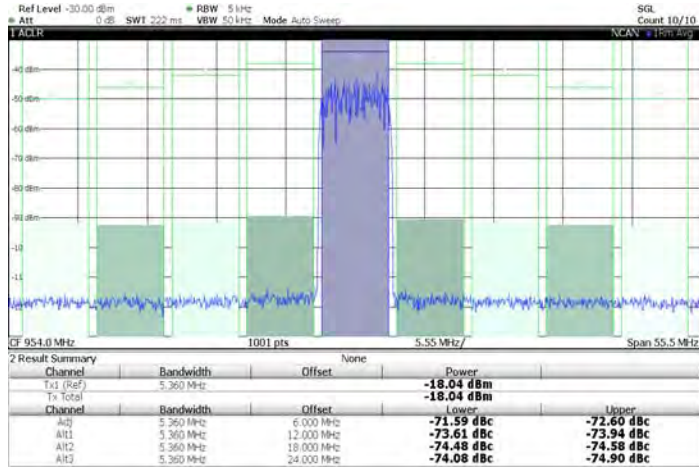 Ref Level -30.00 dBm RBW 5 kHz SGL
Att 0 dB SWT 222 ms VBW 50 kHz Mode Auto Sweep Count 10/10
1 ACLR NCAN 1Rm Avg
-40 dBm
-50 dBm
-60 dBm
-70 dBm
-80 dBm
-90 dBm
-10
-11
CF 954.0 MHz 1001 pts 5.55 MHz/ Span 55.5 MHz
2 Result Summary None
Channel Bandwidth Offset Power
Tx1 (Ref) 5.360 MHz -18.04 dBm
Tx Total -18.04 dBm
Channel Bandwidth Offset Lower Upper
Adj 5.360 MHz 6.000 MHz -71.59 dBc -72.60 dBc
Alt1 5.360 MHz 12.000 MHz -73.61 dBc -73.94 dBc
Alt2 5.360 MHz 18.000 MHz -74.48 dBc -74.58 dBc
Alt3 5.360 MHz 24.000 MHz -74.08 dBc -74.90 dBc